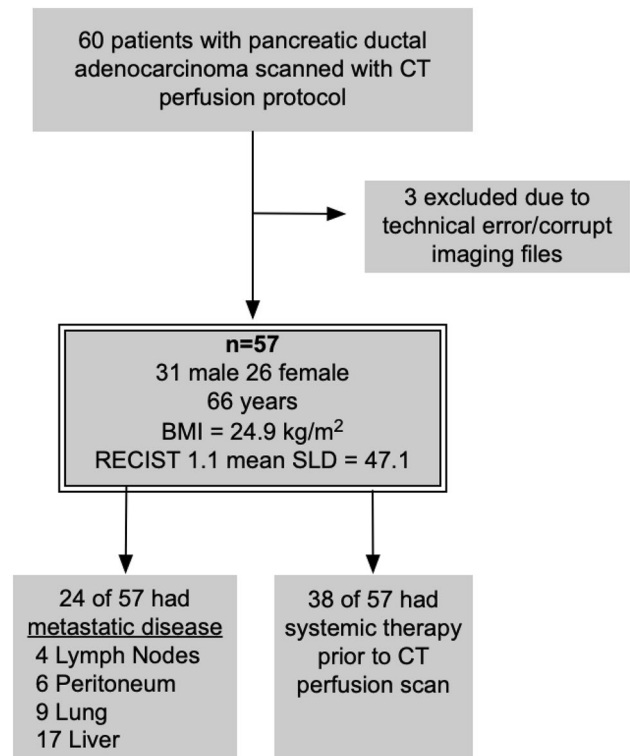 60 patients with pancreatic ductal
adenocarcinoma scanned with CT
perfusion protocol
3 excluded due to
technical error/corrupt
imaging files
n=57
31 male 26 female
66 years
BMI = 24.9 kg/m²
RECIST 1.1 mean SLD = 47.1
24 of 57 had
metastatic disease
4 Lymph Nodes
6 Peritoneum
9 Lung
17 Liver
38 of 57 had
systemic therapy
prior to CT
perfusion scan